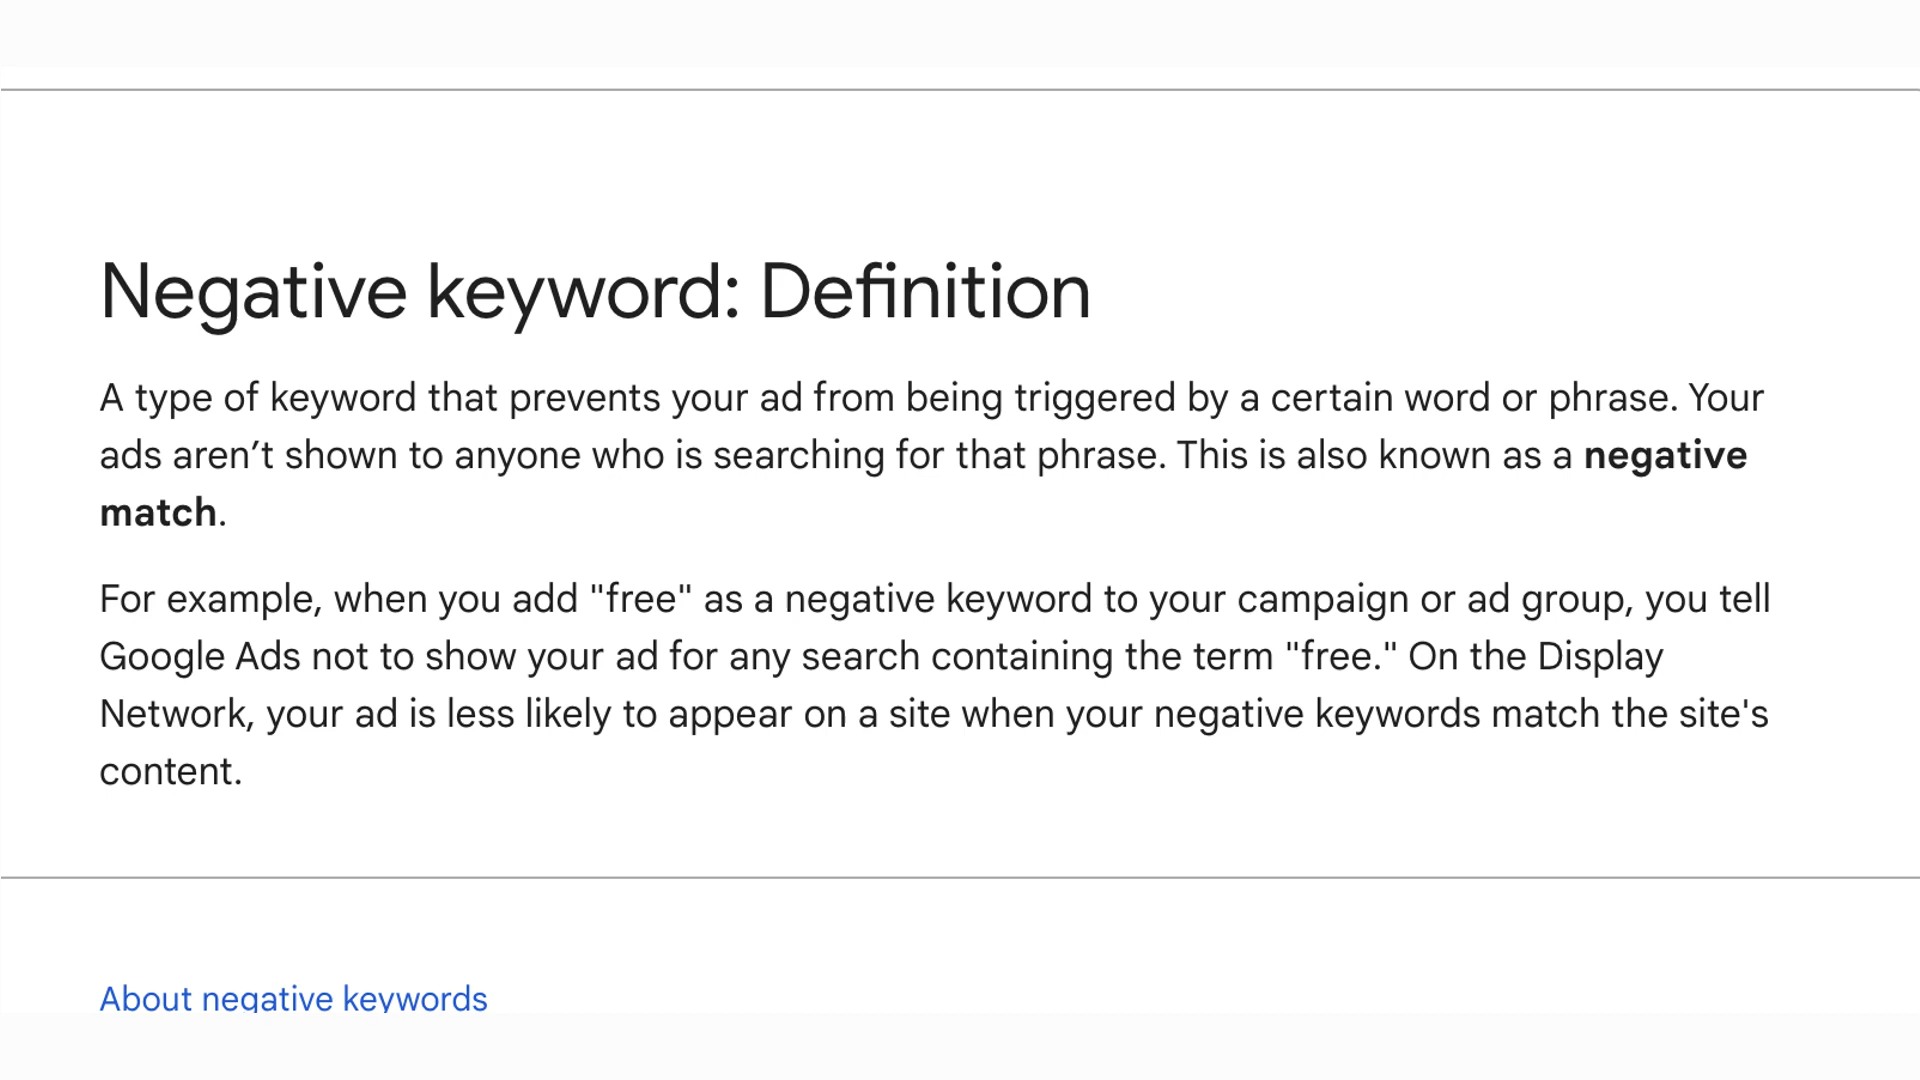 Negative keyword: Definition
A type of keyword that prevents your ad from being triggered by a certain word or phrase. Your
ads aren’t shown to anyone who is searching for that phrase. This is also known as a negative
match.
For example, when you add "free" as a negative keyword to your campaign or ad group, you tell
Google Ads not to show your ad for any search containing the term "free." On the Display
Network, your ad is less likely to appear on a site when your negative keywords match the site's
content.
About negative keywords